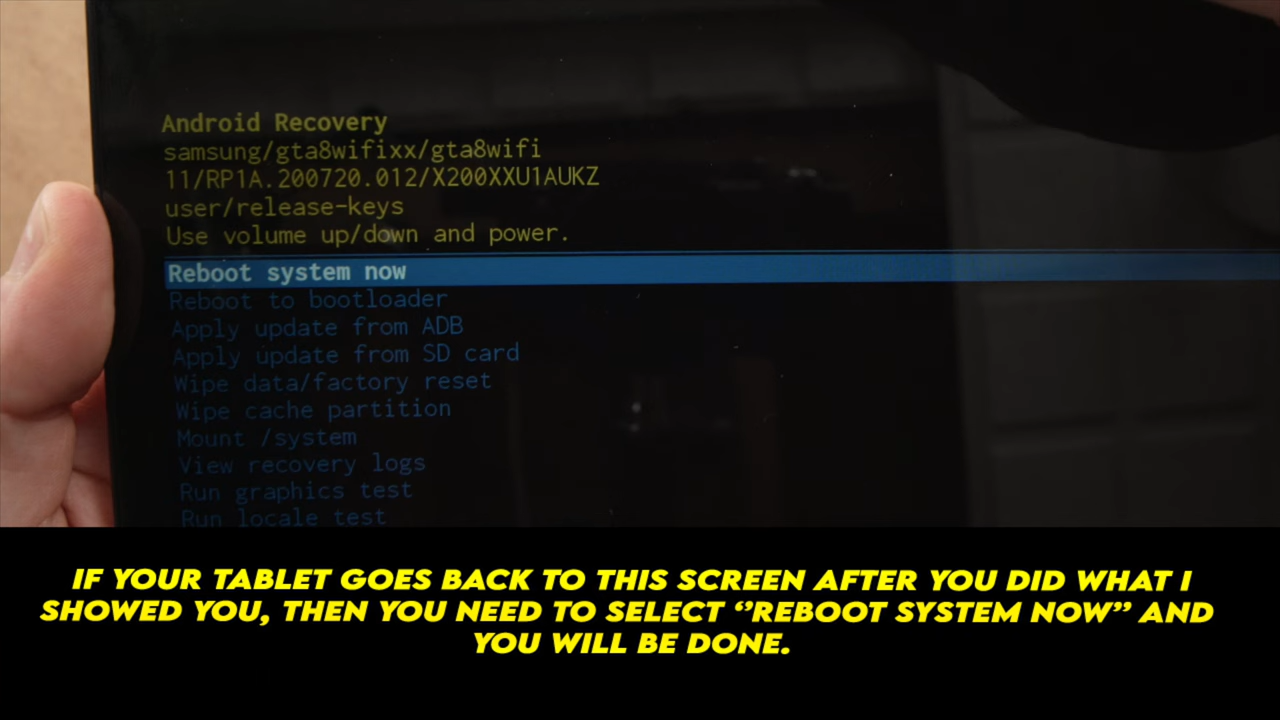 Android Recovery
samsung/gta8wifixx/gta8wifi
11/RP1A.200720.012/X200XXU1AUKZ
user/release-keys
Use volume up/down and power.
Reboot system now
Reboot to bootloader
Apply update from ADB
Apply update from SD card
Wipe data/factory reset
Wipe cache partition
Mount /system
View recovery logs
Run graphics test
Run locale test
IF YOUR TABLET GOES BACK TO THIS SCREEN AFTER YOU DID WHAT I
SHOWED YOU, THEN YOU NEED TO SELECT ‘’REBOOT SYSTEM NOW’’ AND
YOU WILL BE DONE.